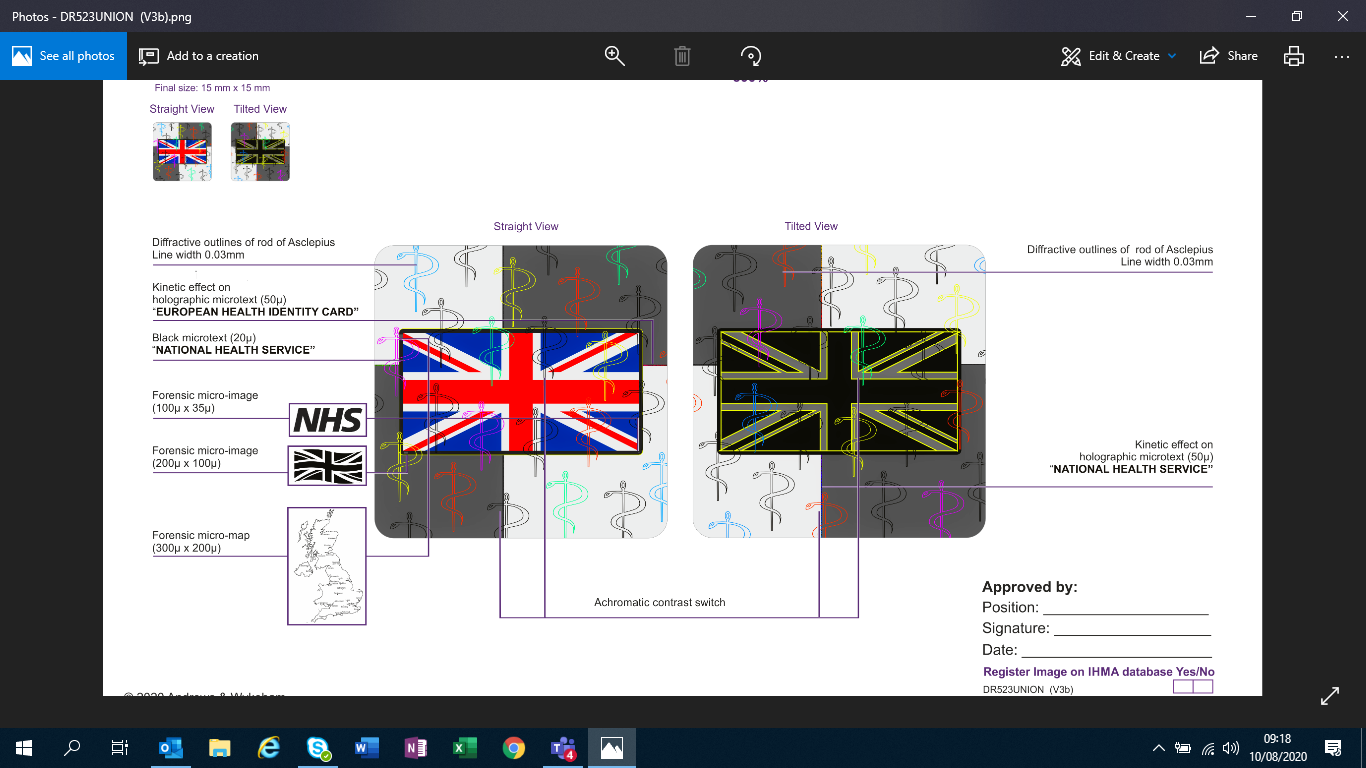 Photos - DR523UNION (V3b).png
See all photos
Add to a creation
Edit & Create
Share
Final size: 15 mm x 15 mm
Straight View
Tilted View
Straight View
Tilted View
Diffractive outlines of rod of Asclepius
Line width 0.03mm
Kinetic effect on
holographic microtext (50µ)
“EUROPEAN HEALTH IDENTITY CARD”
Black microtext (20µ)
“NATIONAL HEALTH SERVICE”
Forensic micro-image
(100µ x 35µ)
NHS
Forensic micro-image
(200µ x 100µ)
Forensic micro-map
(300µ x 200µ)
Diffractive outlines of rod of Asclepius
Line width 0.03mm
Kinetic effect on
holographic microtext (50µ)
“NATIONAL HEALTH SERVICE”
Achromatic contrast switch
Approved by:
Position:
Signature:
Date:
Register Image on IHMA database Yes/No
DR523UNION (V3b)
© 2020 Andrews & Wykeham
4
09:18
10/08/2020